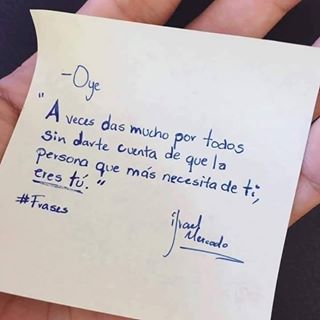 -Oye
"A veces das mucho por todos
sin darte cuenta de que la
persona que más necesita de ti,
eres tú."
#Frases
israel
Mercado